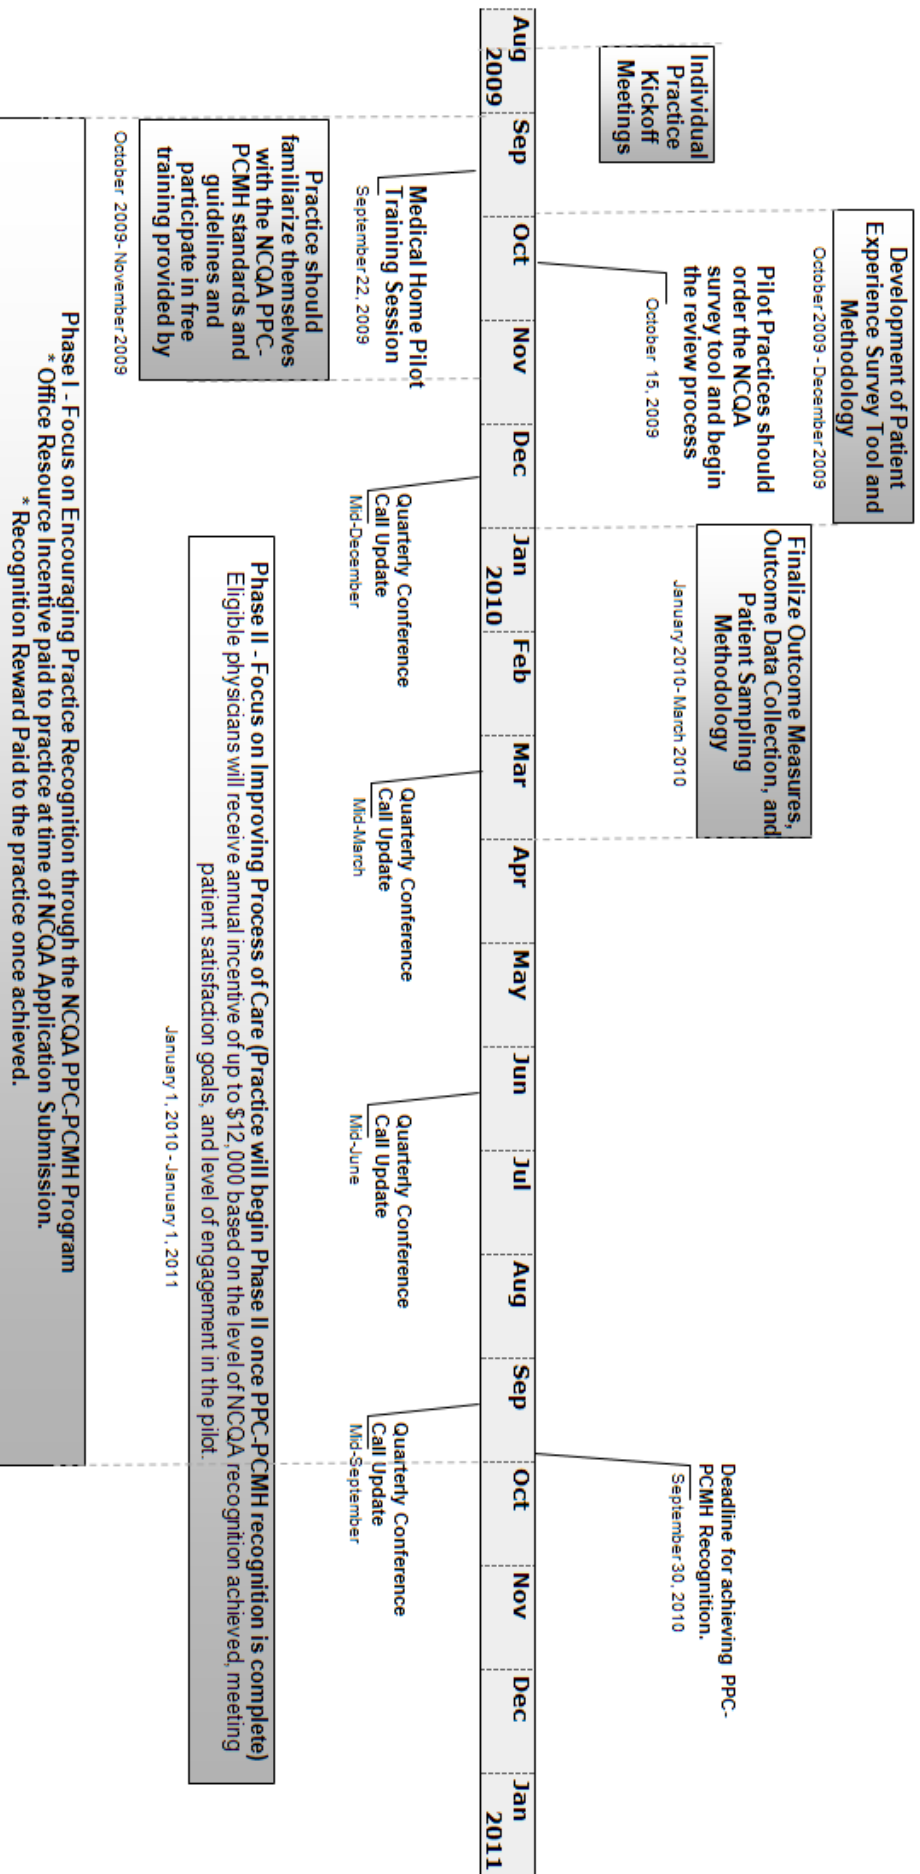 Development of Patient
Experience Survey Tool and
Methodology
October 2009 - December 2009
Finalize Outcome Measures,
Outcome Data Collection, and
Patient Sampling
Methodology
January 2010- March 2010
Deadline for achieving PPC-
PCMH Recognition.
September 30, 2010
Individual
Practice
Kickoff
Meetings
Pilot Practices should
order the NCQA
survey tool and begin
the review process
October 15, 2009
Aug Sep Oct Nov Dec Jan Feb Mar Apr May Jun Jul Aug Sep Oct Nov Dec Jan
2009 2010 2011
Medical Home Pilot
Training Session
September 22, 2009
Quarterly Conference
Call Update
Mid-December
Quarterly Conference
Call Update
Mid-March
Quarterly Conference
Call Update
Mid-June
Quarterly Conference
Call Update
Mid-September
Practice should
familiarize themselves
with the NCQA PPC-
PCMH standards and
guidelines and
participate in free
training provided by
October 2009- November 2009
Phase II - Focus on Improving Process of Care (Practice will begin Phase II once PPC-PCMH recognition is complete)
Eligible physicians will receive annual incentive of up to $12,000 based on the level of NCQA recognition achieved, meeting
patient satisfaction goals, and level of engagement in the pilot.
January 1, 2010 - January 1, 2011
Phase I - Focus on Encouraging Practice Recognition through the NCQA PPC-PCMH Program
* Office Resource Incentive paid to practice at time of NCQA Application Submission.
* Recognition Reward Paid to the practice once achieved.